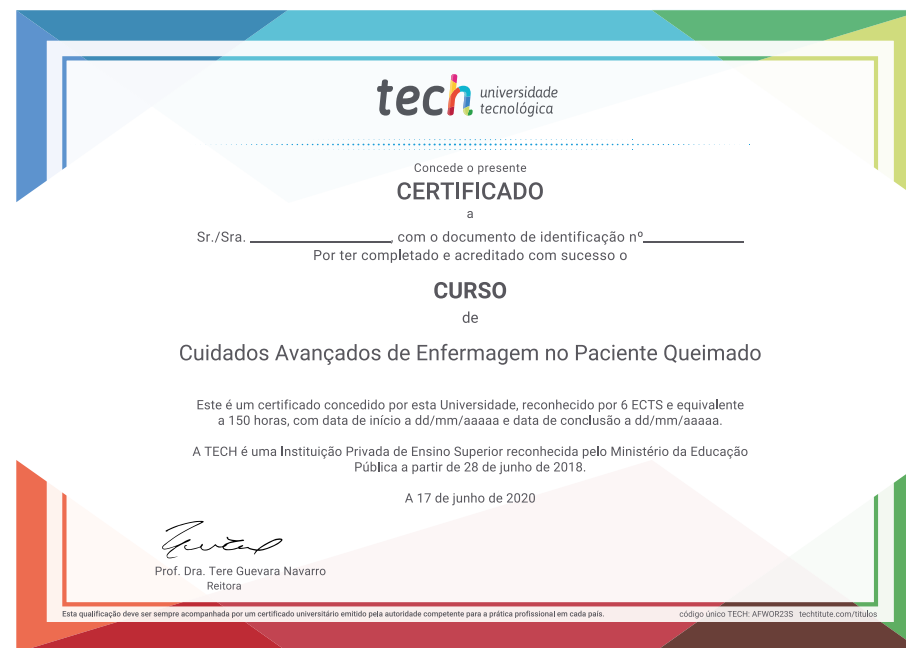 tech universidade
tecnológica
Concede o presente
CERTIFICADO
a
Sr./Sra. , com o documento de identificação nº
Por ter completado e acreditado com sucesso o
CURSO
de
Cuidados Avançados de Enfermagem no Paciente Queimado
Este é um certificado concedido por esta Universidade, reconhecido por 6 ECTS e equivalente
a 150 horas, com data de início a dd/mm/aaaaa e data de conclusão a dd/mm/aaaaa.
A TECH é uma Instituição Privada de Ensino Superior reconhecida pelo Ministério da Educação
Pública a partir de 28 de junho de 2018.
A 17 de junho de 2020
Prof. Dra. Tere Guevara Navarro
Reitora
Esta qualificação deve ser sempre acompanhada por um certificado universitário emitido pela autoridade competente para a prática profissional em cada país. código único TECH: AFWOR23S techtitute.com/titulos